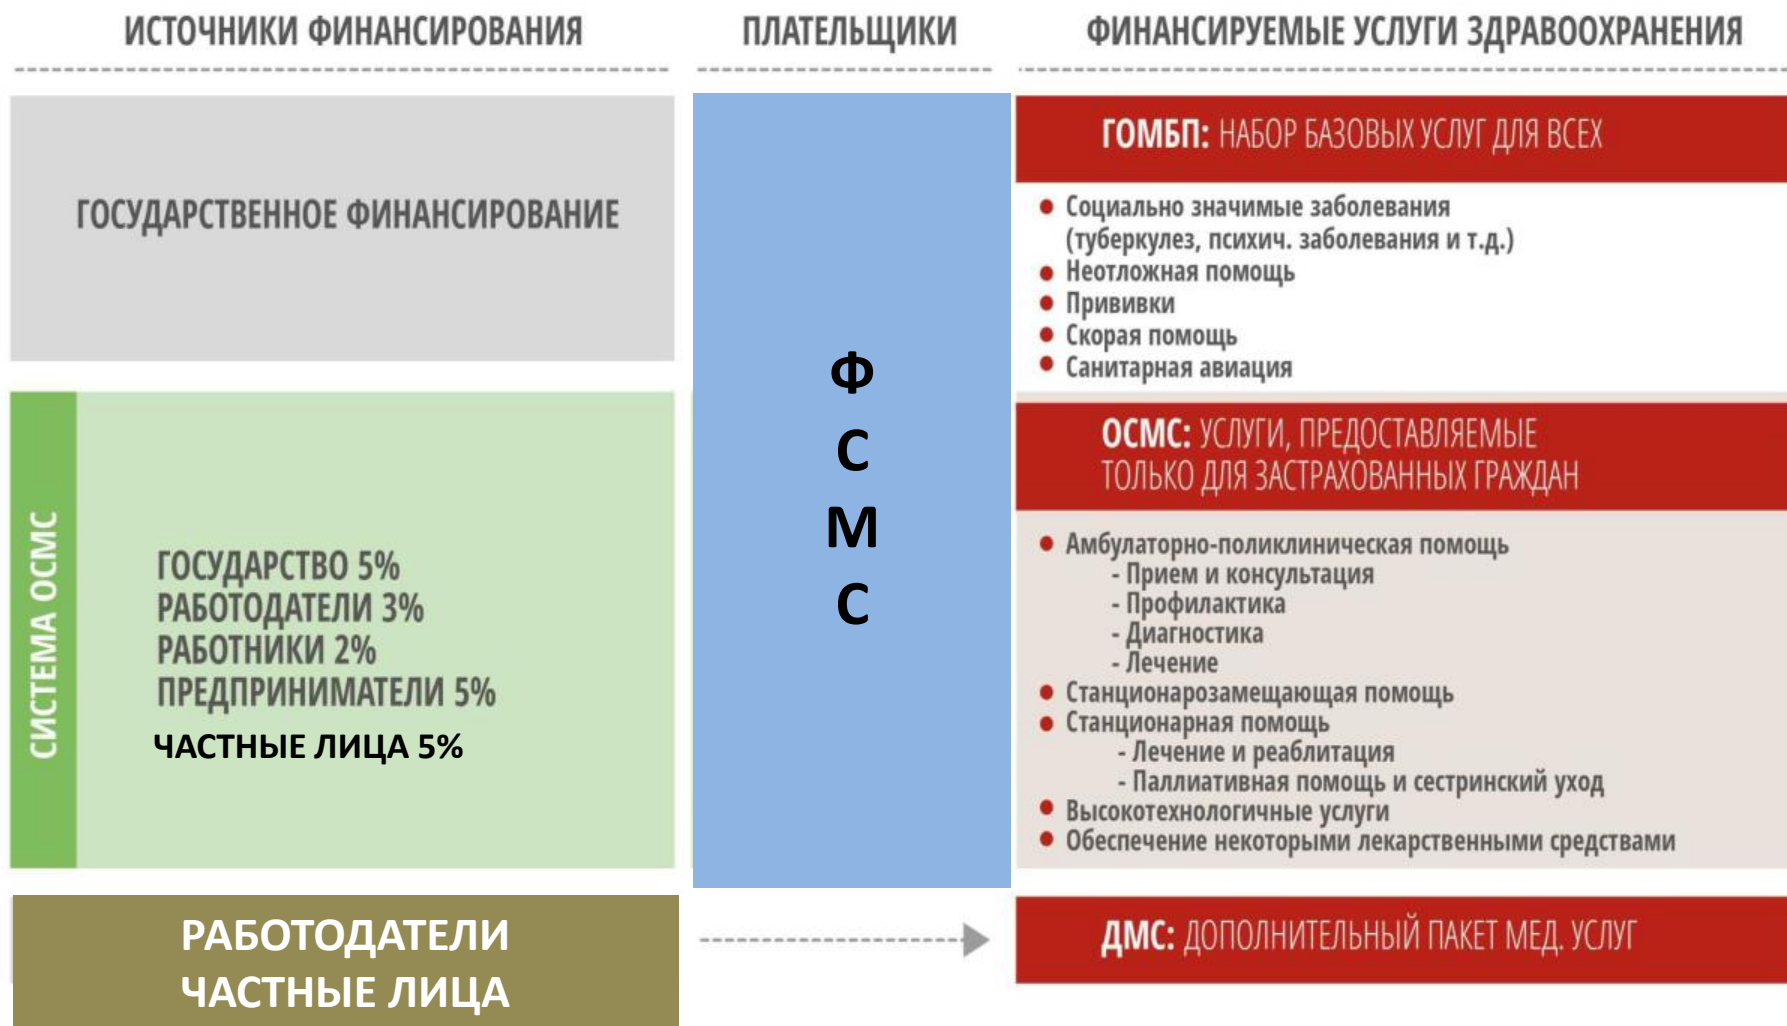 ИСТОЧНИКИ ФИНАНСИРОВАНИЯ
ПЛАТЕЛЬЩИКИ
ФИНАНСИРУЕМЫЕ УСЛУГИ ЗДРАВООХРАНЕНИЯ
ГОСУДАРСТВЕННОЕ ФИНАНСИРОВАНИЕ
СИСТЕМА ОСМС
ГОСУДАРСТВО 5%
РАБОТОДАТЕЛИ 3%
РАБОТНИКИ 2%
ПРЕДПРИНИМАТЕЛИ 5%
ЧАСТНЫЕ ЛИЦА 5%
РАБОТОДАТЕЛИ
ЧАСТНЫЕ ЛИЦА
Ф
С
М
С
ГОМБП: НАБОР БАЗОВЫХ УСЛУГ ДЛЯ ВСЕХ
Социально значимые заболевания
(туберкулез, психич. заболевания и т.д.)
Неотложная помощь
Прививки
Скорая помощь
Санитарная авиация
ОСМС: УСЛУГИ, ПРЕДОСТАВЛЯЕМЫЕ
ТОЛЬКО ДЛЯ ЗАСТРАХОВАННЫХ ГРАЖДАН
Амбулаторно-поликлиническая помощь
- Прием и консультация
- Профилактика
- Диагностика
- Лечение
Станционарозамещающая помощь
Станционарная помощь
- Лечение и реаблитация
- Паллиативная помощь и сестринский уход
Высокотехнологичные услуги
Обеспечение некоторыми лекарственными средствами
ДМС: ДОПОЛНИТЕЛЬНЫЙ ПАКЕТ МЕД. УСЛУГ